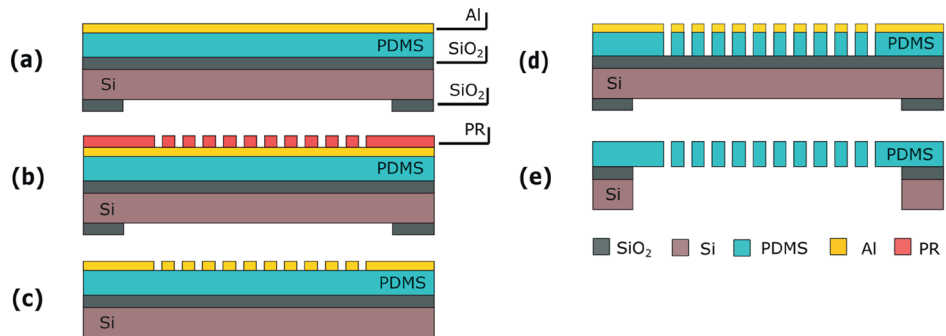 (a)
Al
PDMS
SiO₂
Si
SiO₂
(b)
PR
PDMS
Si
(c)
PDMS
Si
(d)
PDMS
Si
(e)
PDMS
Si
SiO₂ Si PDMS Al PR